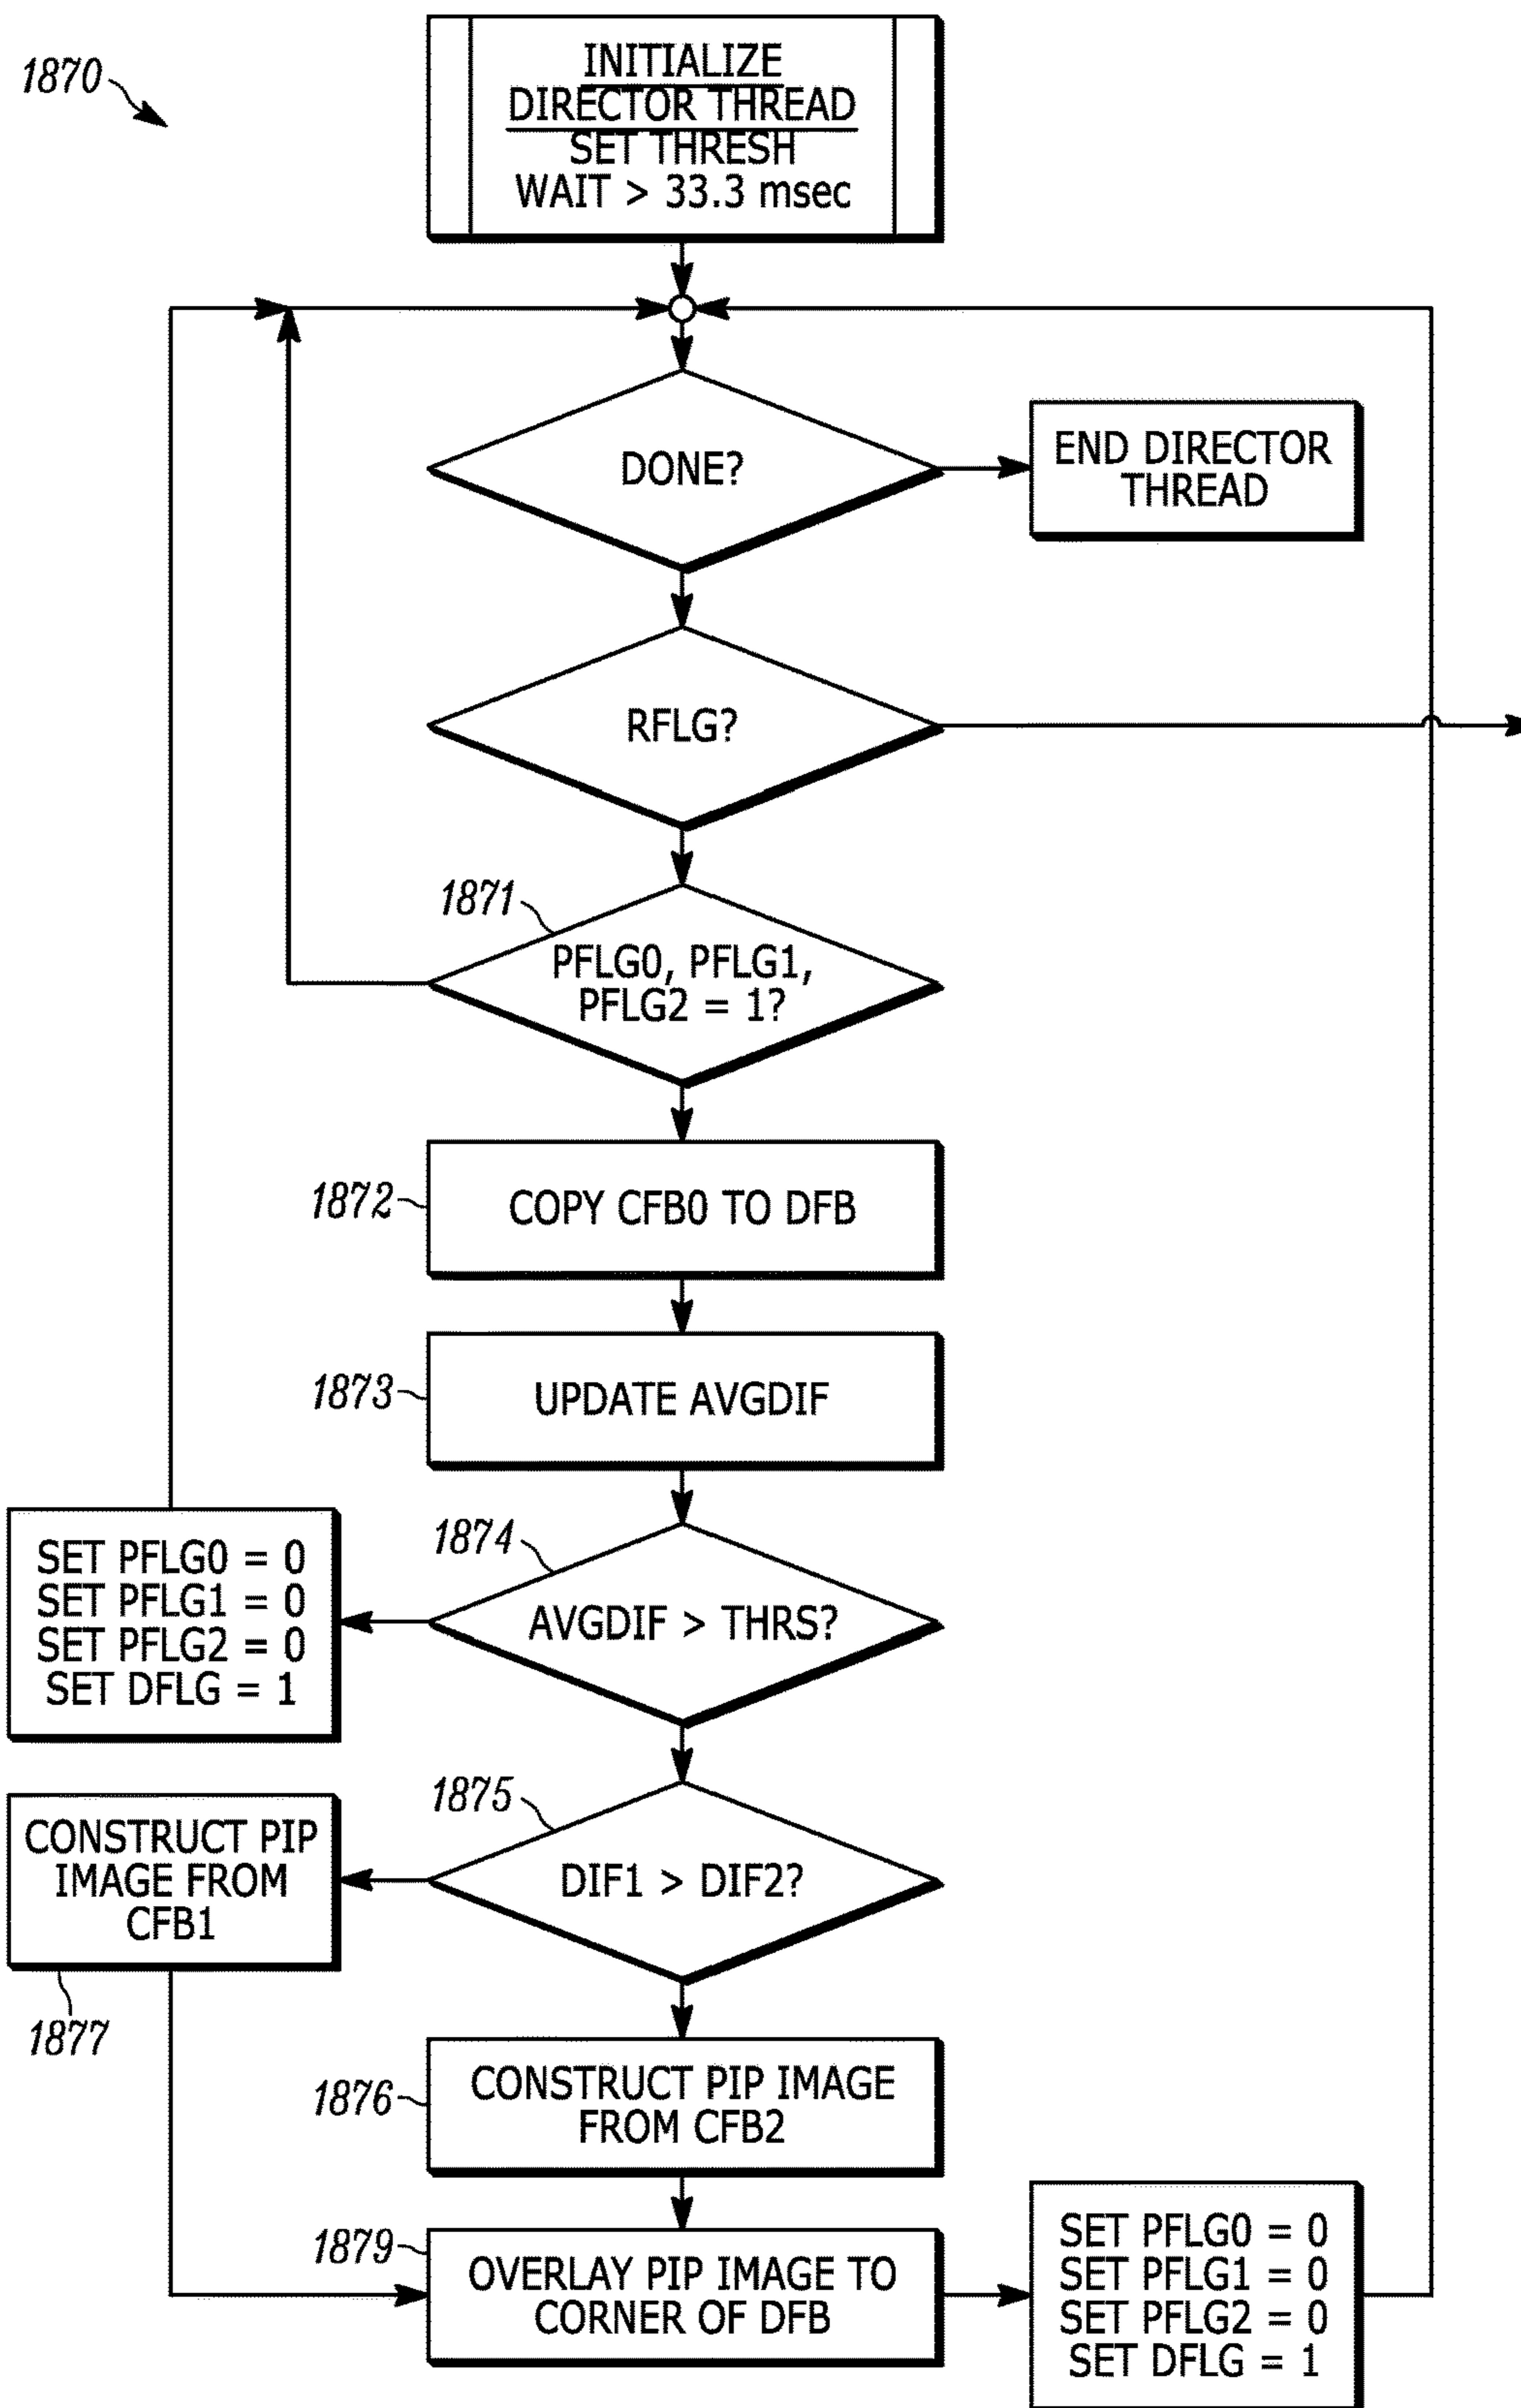 1870
INITIALIZE
DIRECTOR THREAD
SET THRESH
WAIT > 33.3 msec
DONE?
END DIRECTOR
THREAD
RFLG?
1871
PFLG0, PFLG1,
PFLG2 = 1?
1872
COPY CFB0 TO DFB
1873
UPDATE AVGDIF
1874
AVGDIF > THRS?
SET PFLG0 = 0
SET PFLG1 = 0
SET PFLG2 = 0
SET DFLG = 1
1875
DIF1 > DIF2?
CONSTRUCT PIP
IMAGE FROM
CFB1
1877
1876
CONSTRUCT PIP IMAGE
FROM CFB2
1879
OVERLAY PIP IMAGE TO
CORNER OF DFB
SET PFLG0 = 0
SET PFLG1 = 0
SET PFLG2 = 0
SET DFLG = 1